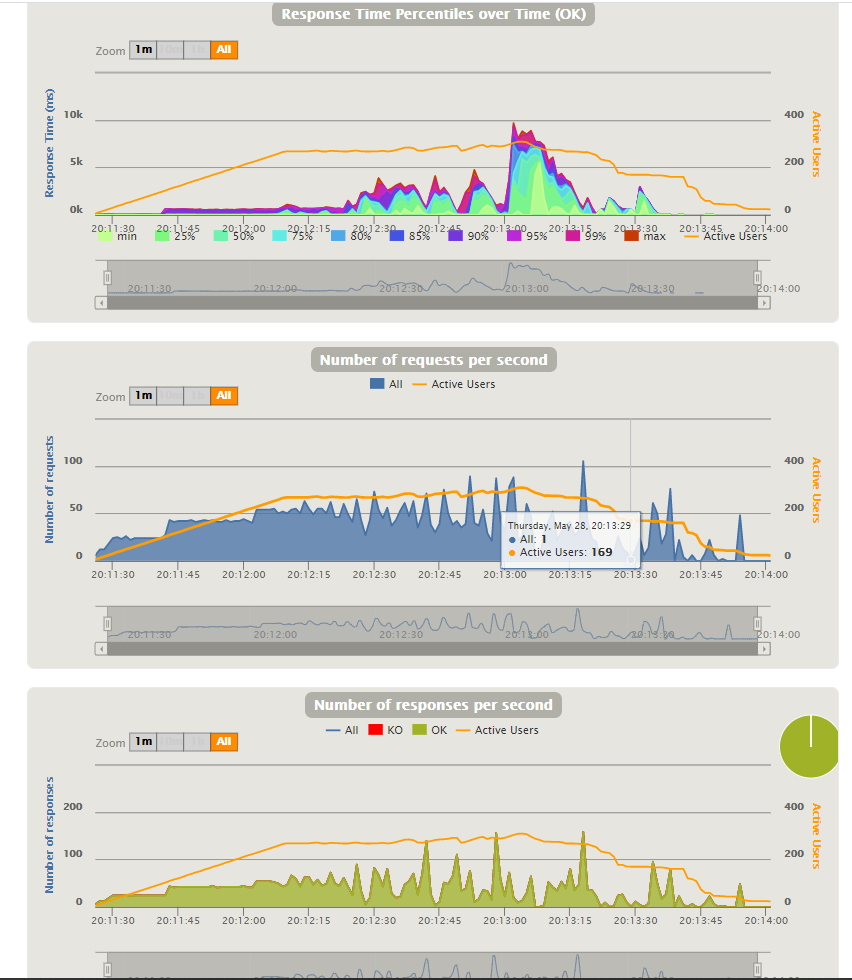 Response Time Percentiles over Time (OK)
Zoom 1m 10m 1h All
Response Time (ms)
10k
5k
0k
400
200
0
Active Users
20:11:30 20:11:45 20:12:00 20:12:15 20:12:30 20:12:45 20:13:00 20:13:15 20:13:30 20:13:45 20:14:00
min 25% 50% 75% 80% 85% 90% 95% 99% max Active Users
20:11:30 20:12:00 20:12:30 20:13:00 20:13:30 20:14:00
Number of requests per second
All Active Users
Zoom 1m All
Number of requests
100
50
0
400
200
0
Active Users
Thursday, May 28, 20:13:29
All: 1
Active Users: 169
20:11:30 20:11:45 20:12:00 20:12:15 20:12:30 20:12:45 20:13:00 20:13:15 20:13:30 20:13:45 20:14:00
20:11:30 20:12:00 20:12:30 20:13:00 20:13:30 20:14:00
Number of responses per second
All KO OK Active Users
Zoom 1m All
Number of responses
200
100
0
400
200
0
Active Users
20:11:30 20:11:45 20:12:00 20:12:15 20:12:30 20:12:45 20:13:00 20:13:15 20:13:30 20:13:45 20:14:00